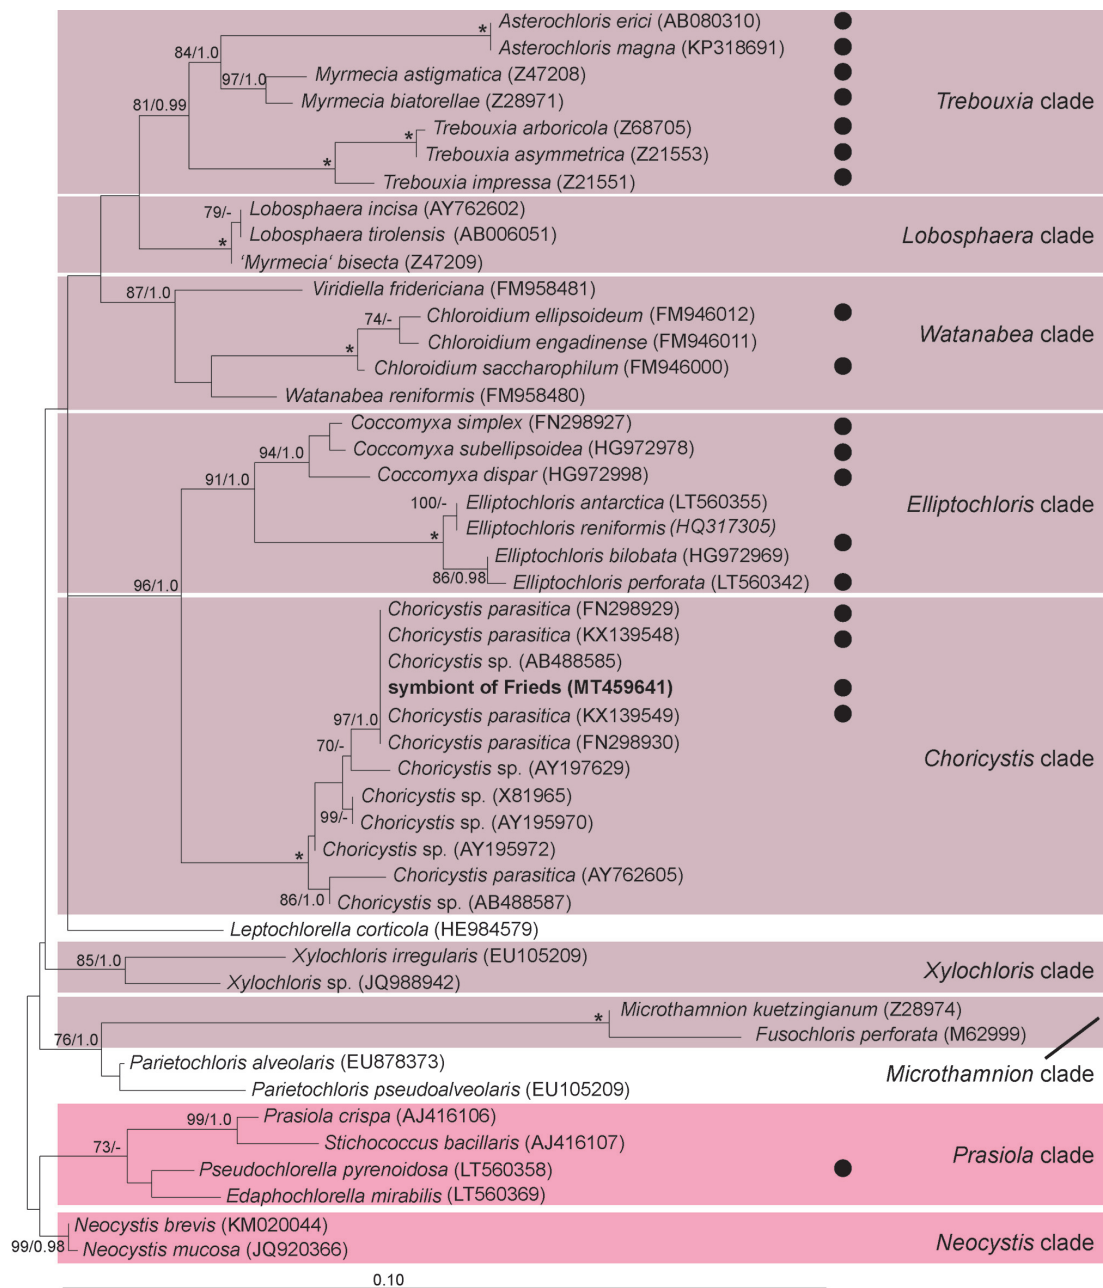 * Asterochloris erici (AB080310)
Asterochloris magna (KP318691)
84/1.0
Myrmecia astigmatica (Z47208)
97/1.0
Myrmecia biatorellae (Z28971)
Trebouxia clade
81/0.99
Trebouxia arboricola (Z68705)
*
Trebouxia asymmetrica (Z21553)
*
Trebouxia impressa (Z21551)
Lobosphaera incisa (AY762602)
79/-
Lobosphaera tirolensis (AB006051)
Lobosphaera clade
*
‘Myrmecia‘ bisecta (Z47209)
87/1.0
Viridiella fridericiana (FM958481)
Chloroidium ellipsoideum (FM946012)
74/-
Chloroidium engadinense (FM946011)
Watanabea clade
*
Chloroidium saccharophilum (FM946000)
Watanabea reniformis (FM958480)
Coccomyxa simplex (FN298927)
Coccomyxa subellipsoidea (HG972978)
94/1.0
Coccomyxa dispar (HG972998)
91/1.0
Elliptochloris antarctica (LT560355)
100/-
Elliptochloris clade
Elliptochloris reniformis (HQ317305)
*
Elliptochloris bilobata (HG972969)
86/0.98
Elliptochloris perforata (LT560342)
96/1.0
Choricystis parasitica (FN298929)
Choricystis parasitica (KX139548)
Choricystis sp. (AB488585)
symbiont of Frieds (MT459641)
Choricystis parasitica (KX139549)
97/1.0
Choricystis parasitica (FN298930)
70/-
Choricystis clade
Choricystis sp. (AY197629)
Choricystis sp. (X81965)
99/-
Choricystis sp. (AY195970)
Choricystis sp. (AY195972)
*
Choricystis parasitica (AY762605)
86/1.0
Choricystis sp. (AB488587)
Leptochlorella corticola (HE984579)
Xylochloris irregularis (EU105209)
85/1.0
Xylochloris clade
Xylochloris sp. (JQ988942)
Microthamnion kuetzingianum (Z28974)
*
Fusochloris perforata (M62999)
76/1.0
Parietochloris alveolaris (EU878373)
Microthamnion clade
Parietochloris pseudoalveolaris (EU105209)
Prasiola crispa (AJ416106)
99/1.0
Stichococcus bacillaris (AJ416107)
73/-
Prasiola clade
Pseudochlorella pyrenoidosa (LT560358)
Edaphochlorella mirabilis (LT560369)
Neocystis brevis (KM020044)
99/0.98
Neocystis mucosa (JQ920366)
Neocystis clade
0.10